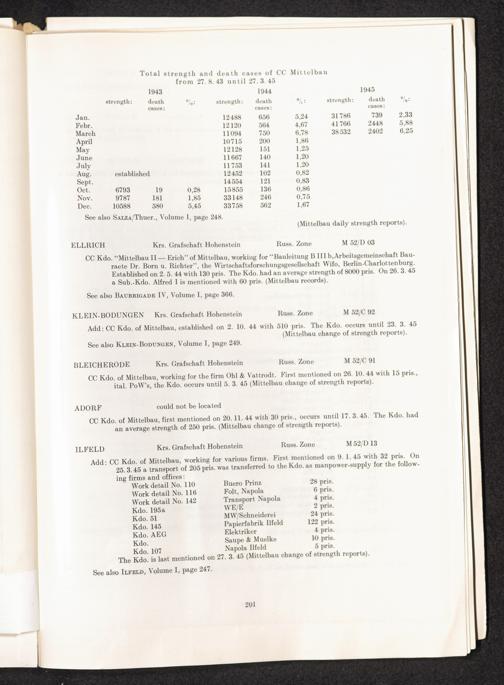 Total strength and death cases of CC Mittelbau
from 27. 8. 43 until 27. 3. 45
1943 1944 1945
strength: death cases: %: strength: death cases: %: strength: death cases: %:
Jan. 12488 656 5,24 31786 739 2,33
Febr. 12120 564 4,67 41766 2448 5,88
March 11094 750 6,78 38532 2402 6,25
April 10715 200 1,86
May 12128 151 1,25
June 11667 140 1,20
July 11753 141 1,20
Aug. established 12452 102 0,82
Sept. 14554 121 0,83
Oct. 6793 19 0,28 15855 136 0,86
Nov. 9787 181 1,85 33148 246 0,75
Dec. 10588 580 5,45 33758 562 1,67
See also SALZA/Thuer., Volume I, page 248.
(Mittelbau daily strength reports).
ELLRICH Krs. Grafschaft Hohenstein Russ. Zone M 52/D 03
CC Kdo. "Mittelbau II — Erich" of Mittelbau, working for "Bauleitung B III b, Arbeitsgemeinschaft Bau-
racte Dr. Born u. Richter", the Wirtschaftsforschungsgesellschaft Wifo, Berlin-Charlottenburg.
Established on 2. 5. 44 with 130 pris. The Kdo. had an average strength of 8000 pris. On 26. 3. 45
a Sub.-Kdo. Alfred I is mentioned with 60 pris. (Mittelbau records).
See also BAUBRIGADE IV, Volume I, page 366.
KLEIN-BODUNGEN Krs. Grafschaft Hohenstein Russ. Zone M 52/C 92
Add: CC Kdo. of Mittelbau, established on 2. 10. 44 with 510 pris. The Kdo. occurs until 23. 3. 45
(Mittelbau change of strength reports).
See also KLEIN-BODUNGEN, Volume I, page 249.
BLEICHERODE Krs. Grafschaft Hohenstein Russ. Zone M 52/C 91
CC Kdo. of Mittelbau, working for the firm Ohl & Vattrodt. First mentioned on 26. 10. 44 with 15 pris.,
ital. PoW's, the Kdo. occurs until 5. 3. 45 (Mittelbau change of strength reports).
ADORF could not be located
CC Kdo. of Mittelbau, first mentioned on 20. 11. 44 with 30 pris., occurs until 17. 3. 45. The Kdo. had
an average strength of 250 pris. (Mittelbau change of strength reports).
ILFELD Krs. Grafschaft Hohenstein Russ. Zone M 52/D 13
Add: CC Kdo. of Mittelbau, working for various firms. First mentioned on 9. 1. 45 with 32 pris. On
25. 3. 45 a transport of 205 pris. was transferred to the Kdo. as manpower-supply for the follow-
ing firms and offices:
Work detail No. 110 Buero Prinz 28 pris.
Work detail No. 116 Folt, Napola 6 pris.
Work detail No. 142 Transport Napola 4 pris.
Kdo. 195a WE/E 2 pris.
Kdo. 51 MW/Schneiderei 24 pris.
Kdo. 145 Papierfabrik Ilfeld 122 pris.
Kdo. AEG Elektriker 4 pris.
Kdo. Saupe & Muelke 10 pris.
Kdo. 107 Napola Ilfeld 5 pris.
The Kdo. is last mentioned on 27. 3. 45 (Mittelbau change of strength reports).
See also ILFELD, Volume I, page 247.
201